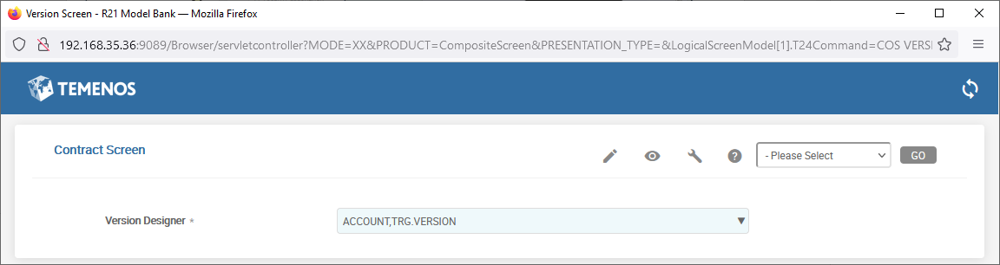 Version Screen - R21 Model Bank — Mozilla Firefox
192.168.35.36:9089/Browser/servletcontroller?MODE=XX&PRODUCT=CompositeScreen&PRESENTATION_TYPE=&LogicalScreenModel[1].T24Command=COS VERSI
TEMENOS
Contract Screen
?
- Please Select
GO
Version Designer *
ACCOUNT,TRG.VERSION